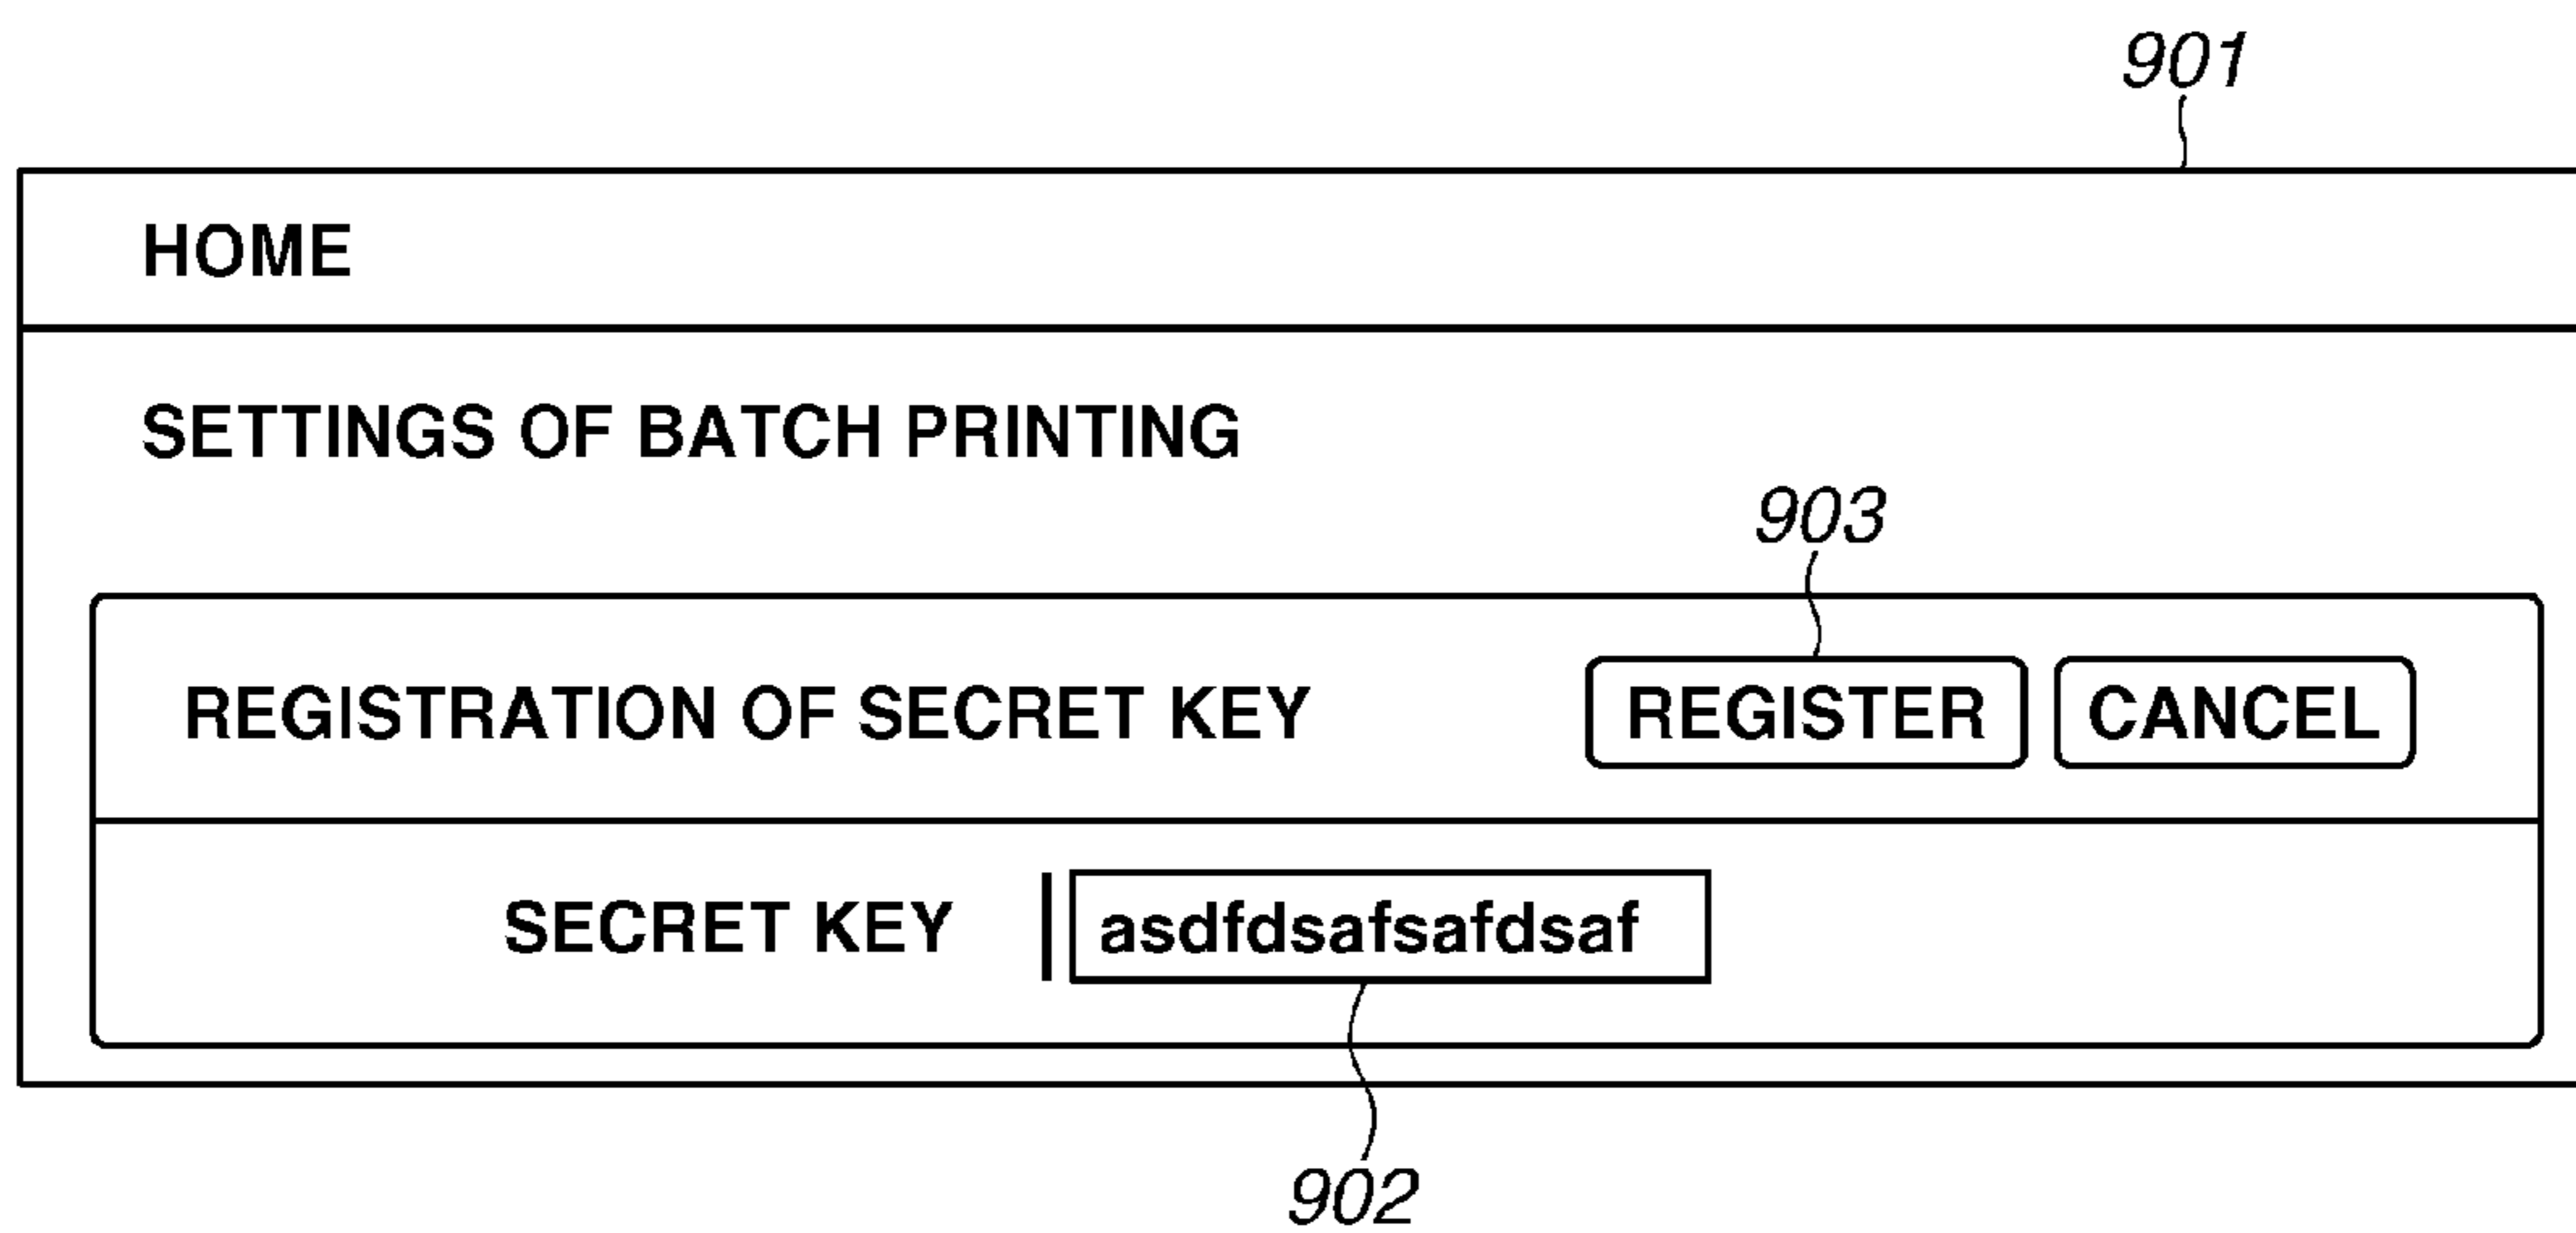 901
HOME
SETTINGS OF BATCH PRINTING
903
REGISTRATION OF SECRET KEY REGISTER CANCEL
SECRET KEY asdfdsafsafdsaf
902